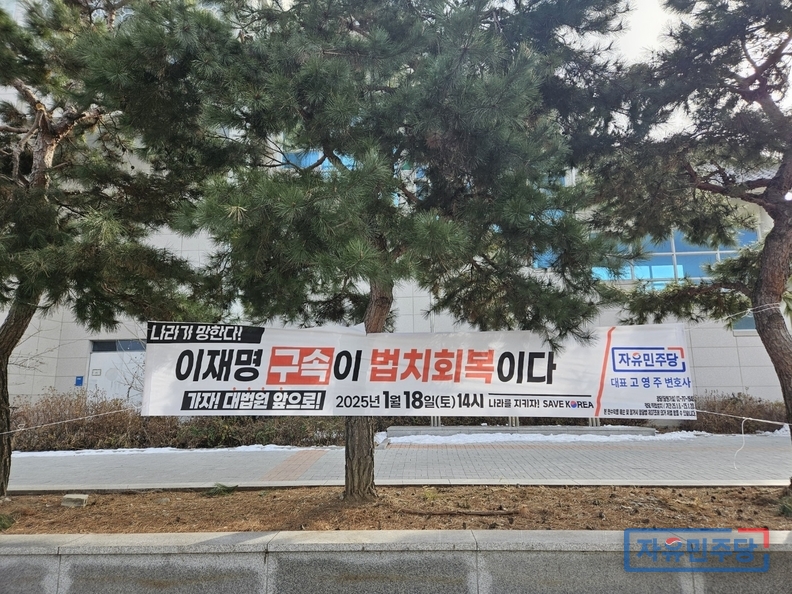 나라가 망한다!
이재명 구속이 법치회복이다
가자! 대법원 앞으로!
2025년 1월 18일(토) 14시 나라를 지키자! SAVE KOREA
자유민주당
대표 고영주 변호사
자유민주당